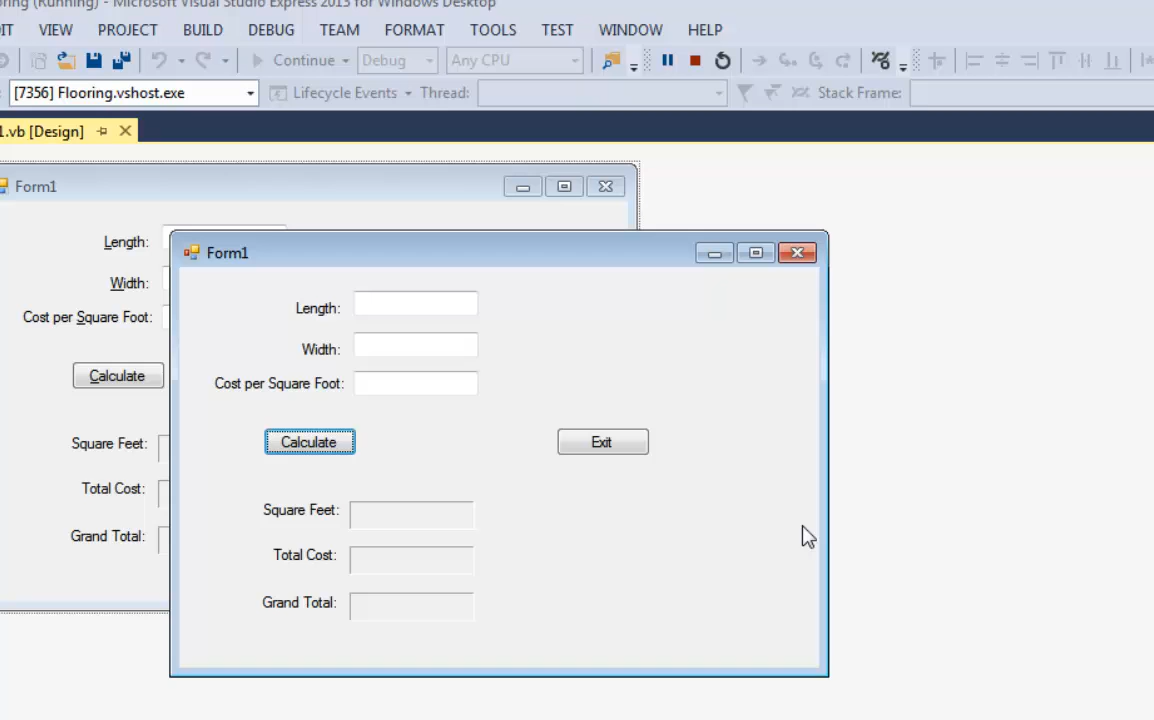 oring (Running) - Microsoft Visual Studio Express 2013 for Windows Desktop
IT VIEW PROJECT BUILD DEBUG TEAM FORMAT TOOLS TEST WINDOW HELP
Continue Debug Any CPU
[7356] Flooring.vshost.exe Lifecycle Events Thread: Stack Frame:
1.vb [Design]
Form1
Length:
Width:
Cost per Square Foot:
Calculate
Square Feet:
Total Cost:
Grand Total:
Form1
Length:
Width:
Cost per Square Foot:
Calculate Exit
Square Feet:
Total Cost:
Grand Total: